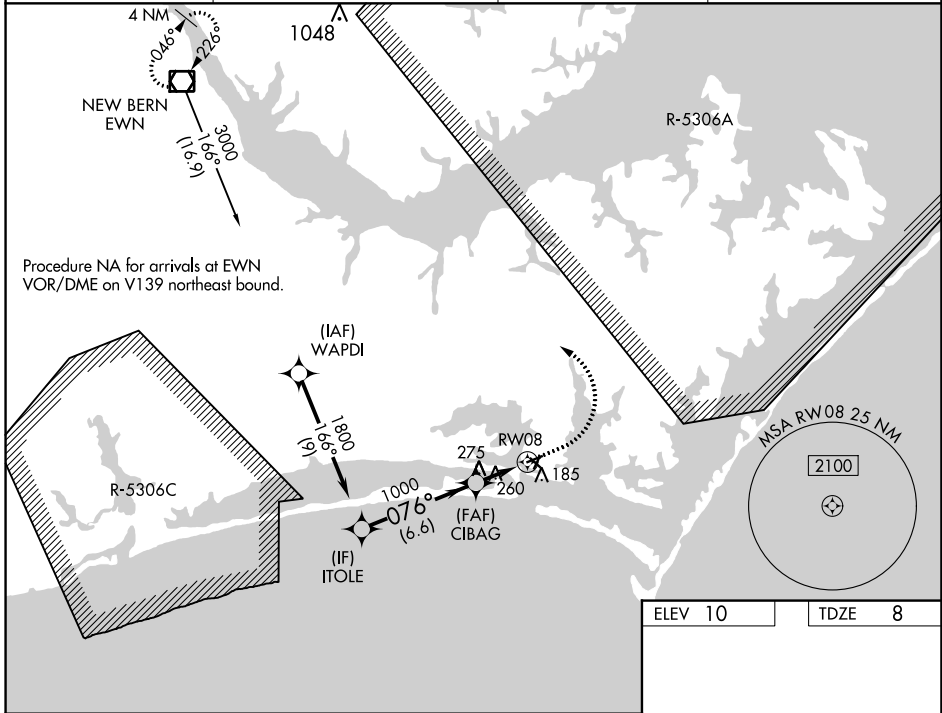 4 NM
046°
226°
1048
NEW BERN
EWN
R-5306A
3000
166°
(16.9)
Procedure NA for arrivals at EWN
VOR/DME on V139 northeast bound.
(IAF)
WAPDI
1800
166°
(9)
R-5306C
RW08
275
260
185
1000
076°
(6.6)
(FAF)
CIBAG
(IF)
ITOLE
MSA RW08 25 NM
2100
ELEV 10
TDZE 8